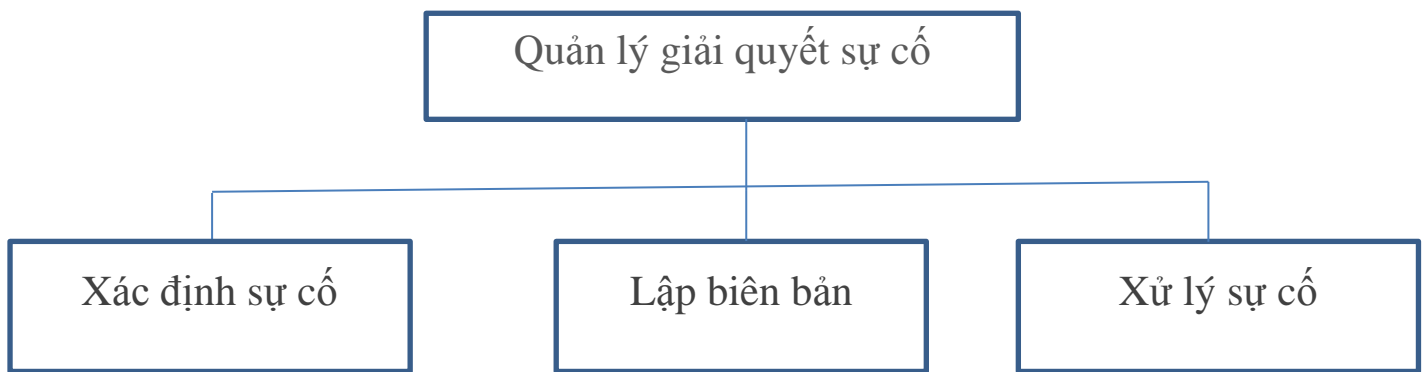 Quản lý giải quyết sự cố
Xác định sự cố
Lập biên bản
Xử lý sự cố